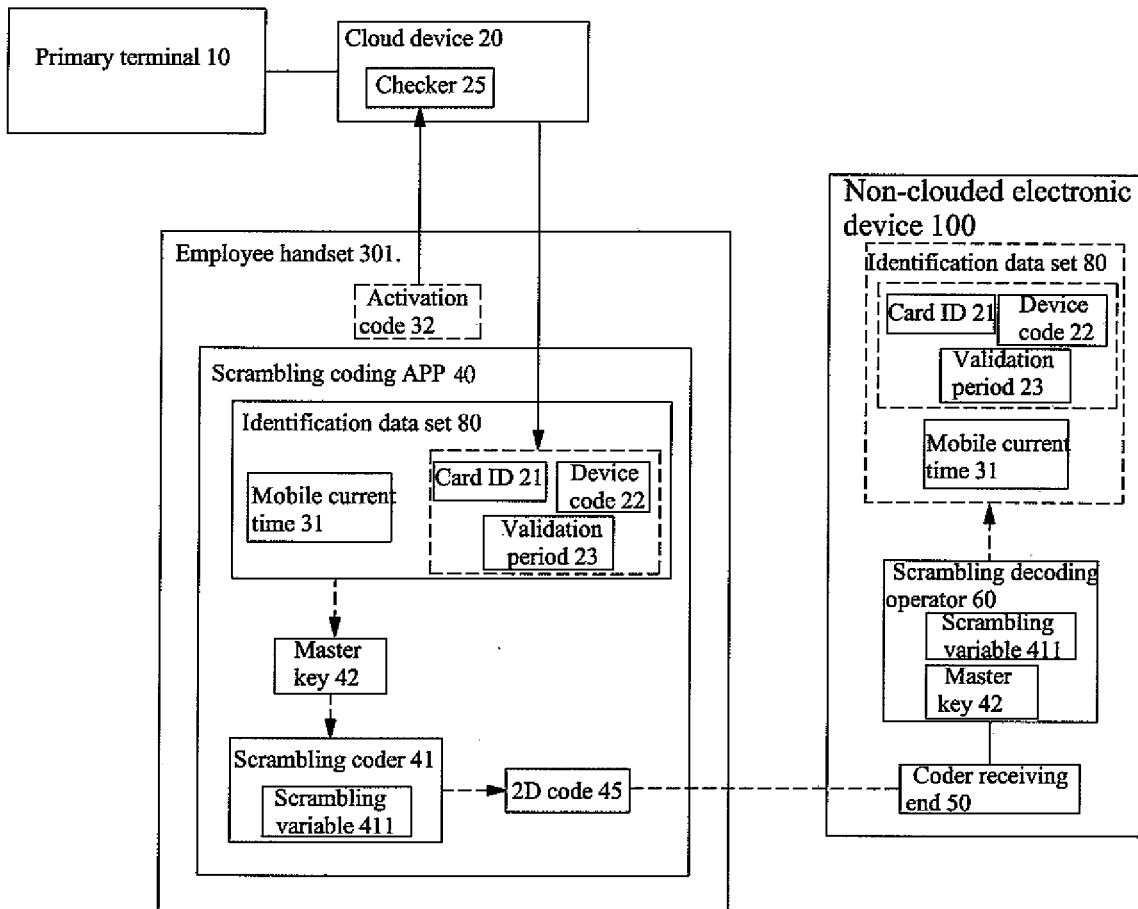 Primary terminal 10
Cloud device 20
Checker 25
Employee handset 301.
Activation
code 32
Scrambling coding APP 40
Identification data set 80
Mobile current
time 31
Card ID 21
Device
code 22
Validation
period 23
Master
key 42
Scrambling coder 41
Scrambling
variable 411
2D code 45
Non-clouded electronic
device 100
Identification data set 80
Card ID 21
Device
code 22
Validation
period 23
Mobile current
time 31
Scrambling decoding
operator 60
Scrambling
variable 411
Master
key 42
Coder receiving
end 50